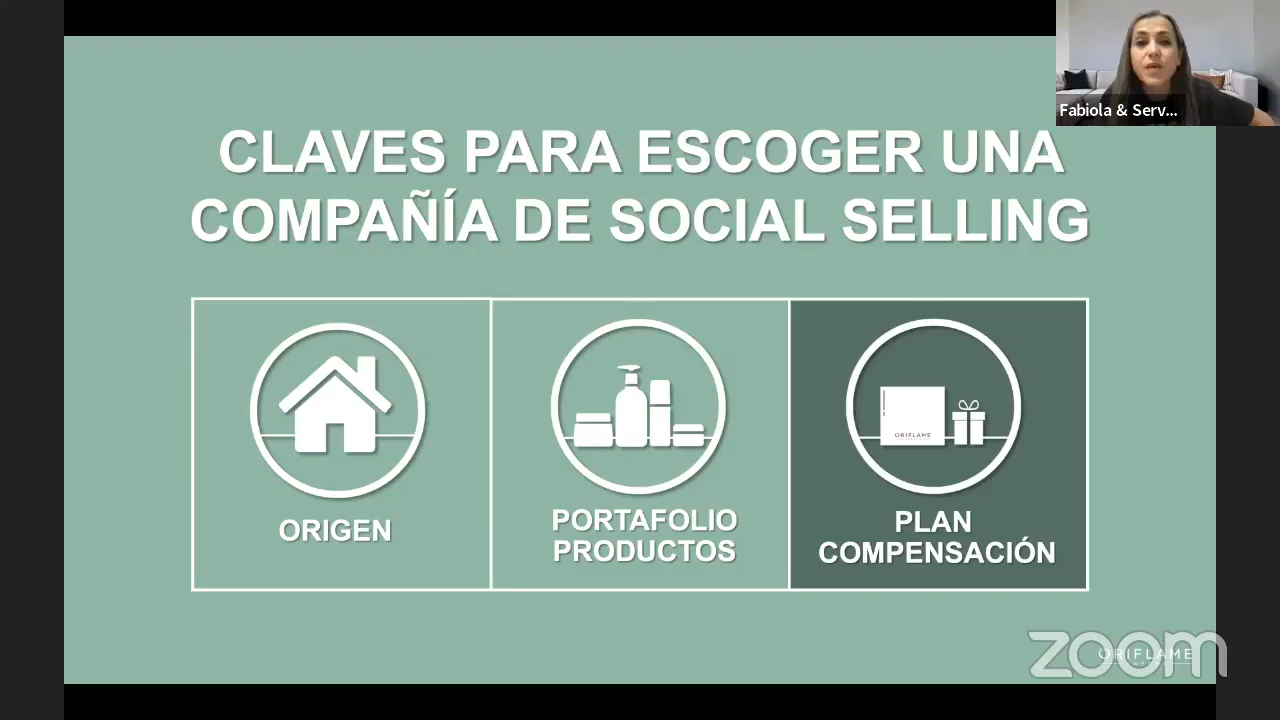 Fabiola & Serv...
CLAVES PARA ESCOGER UNA
COMPAÑÍA DE SOCIAL SELLING
ORIFLAME
ORIGEN
PORTAFOLIO
PRODUCTOS
PLAN
COMPENSACIÓN
zoom
ORIFLAME